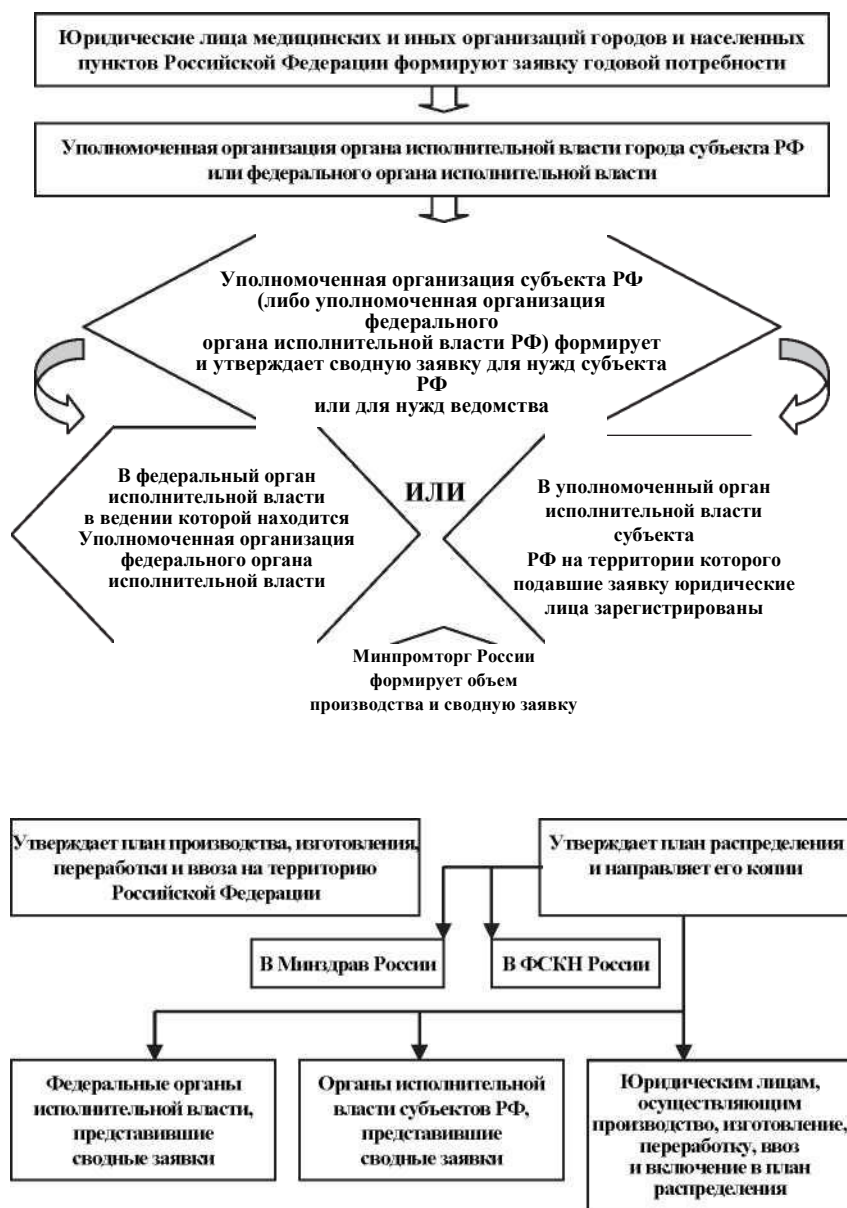 Юридические лица медицинских и иных организаций городов и населенных
пунктов Российской Федерации формируют заявку годовой потребности
Уполномоченная организация органа исполнительной власти города субъекта РФ
или федерального органа исполнительной власти
Уполномоченная организация субъекта РФ
(либо уполномоченная организация
федерального
органа исполнительной власти РФ) формирует
и утверждает сводную заявку для нужд субъекта
РФ
или для нужд ведомства
В федеральный орган
исполнительной власти
в ведении которой находится
Уполномоченная организация
федерального органа
исполнительной власти
ИЛИ
В уполномоченный орган
исполнительной власти
субъекта
РФ на территории которого
подавшие заявку юридические
лица зарегистрированы
Минпромторг России
формирует объем
производства и сводную заявку
Утверждает план производства, изготовления,
переработки и ввоза на территорию
Российской Федерации
Утверждает план распределения
и направляет его копии
В Минздрав России
В ФСКН России
Федеральные органы
исполнительной власти,
представившие
сводные заявки
Органы исполнительной
власти субъектов РФ,
представившие
сводные заявки
Юридическим лицам,
осуществляющим
производство, изготовление,
переработку, ввоз
и включение в план
распределения